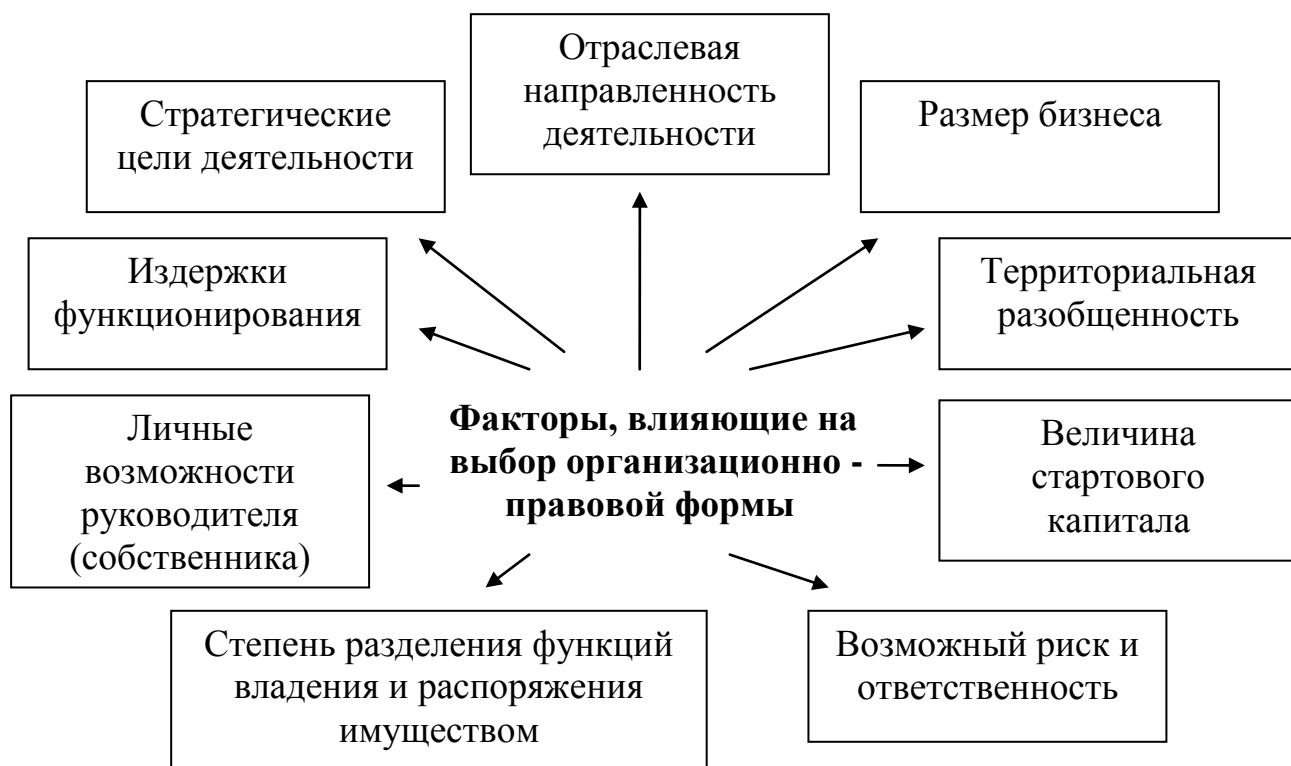 Отраслевая
направленность
деятельности
Стратегические
цели деятельности
Размер бизнеса
Издержки
функционирования
Территориальная
разобщенность
Личные
возможности
руководителя
(собственника)
Факторы, влияющие на
выбор организационно -
правовой формы
Величина
стартового
капитала
Степень разделения функций
владения и распоряжения
имуществом
Возможный риск и
ответственность